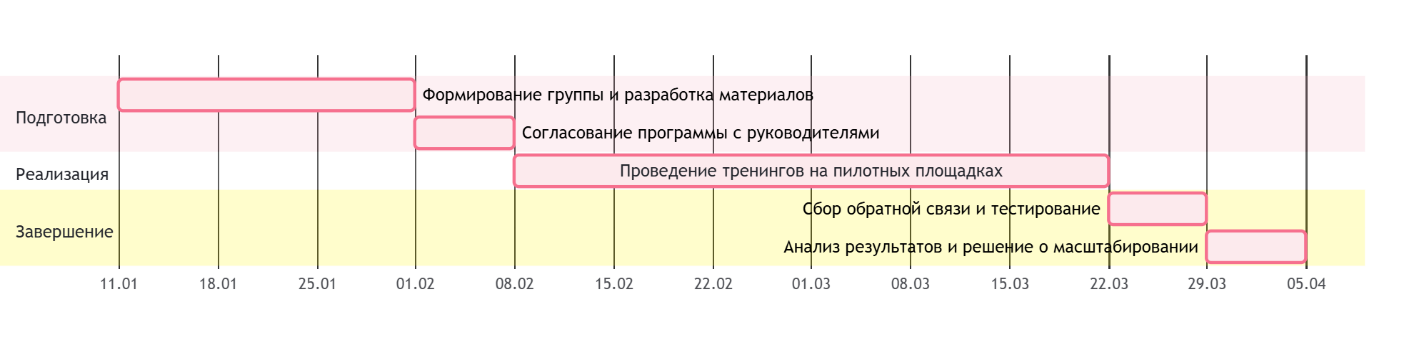 Формирование группы и разработка материалов
Подготовка
Согласование программы с руководителями
Реализация
Проведение тренингов на пилотных площадках
Сбор обратной связи и тестирование
Завершение
Анализ результатов и решение о масштабировании
11.01 18.01 25.01 01.02 08.02 15.02 22.02 01.03 08.03 15.03 22.03 29.03 05.04